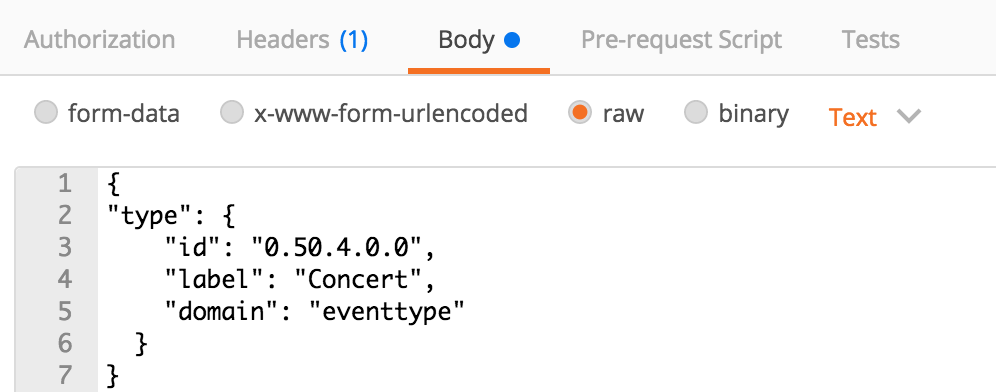 Authorization Headers (1) Body Pre-request Script Tests
form-data x-www-form-urlencoded raw binary Text
1 {
2 "type": {
3     "id": "0.50.4.0.0",
4     "label": "Concert",
5     "domain": "eventtype"
6   }
7 }